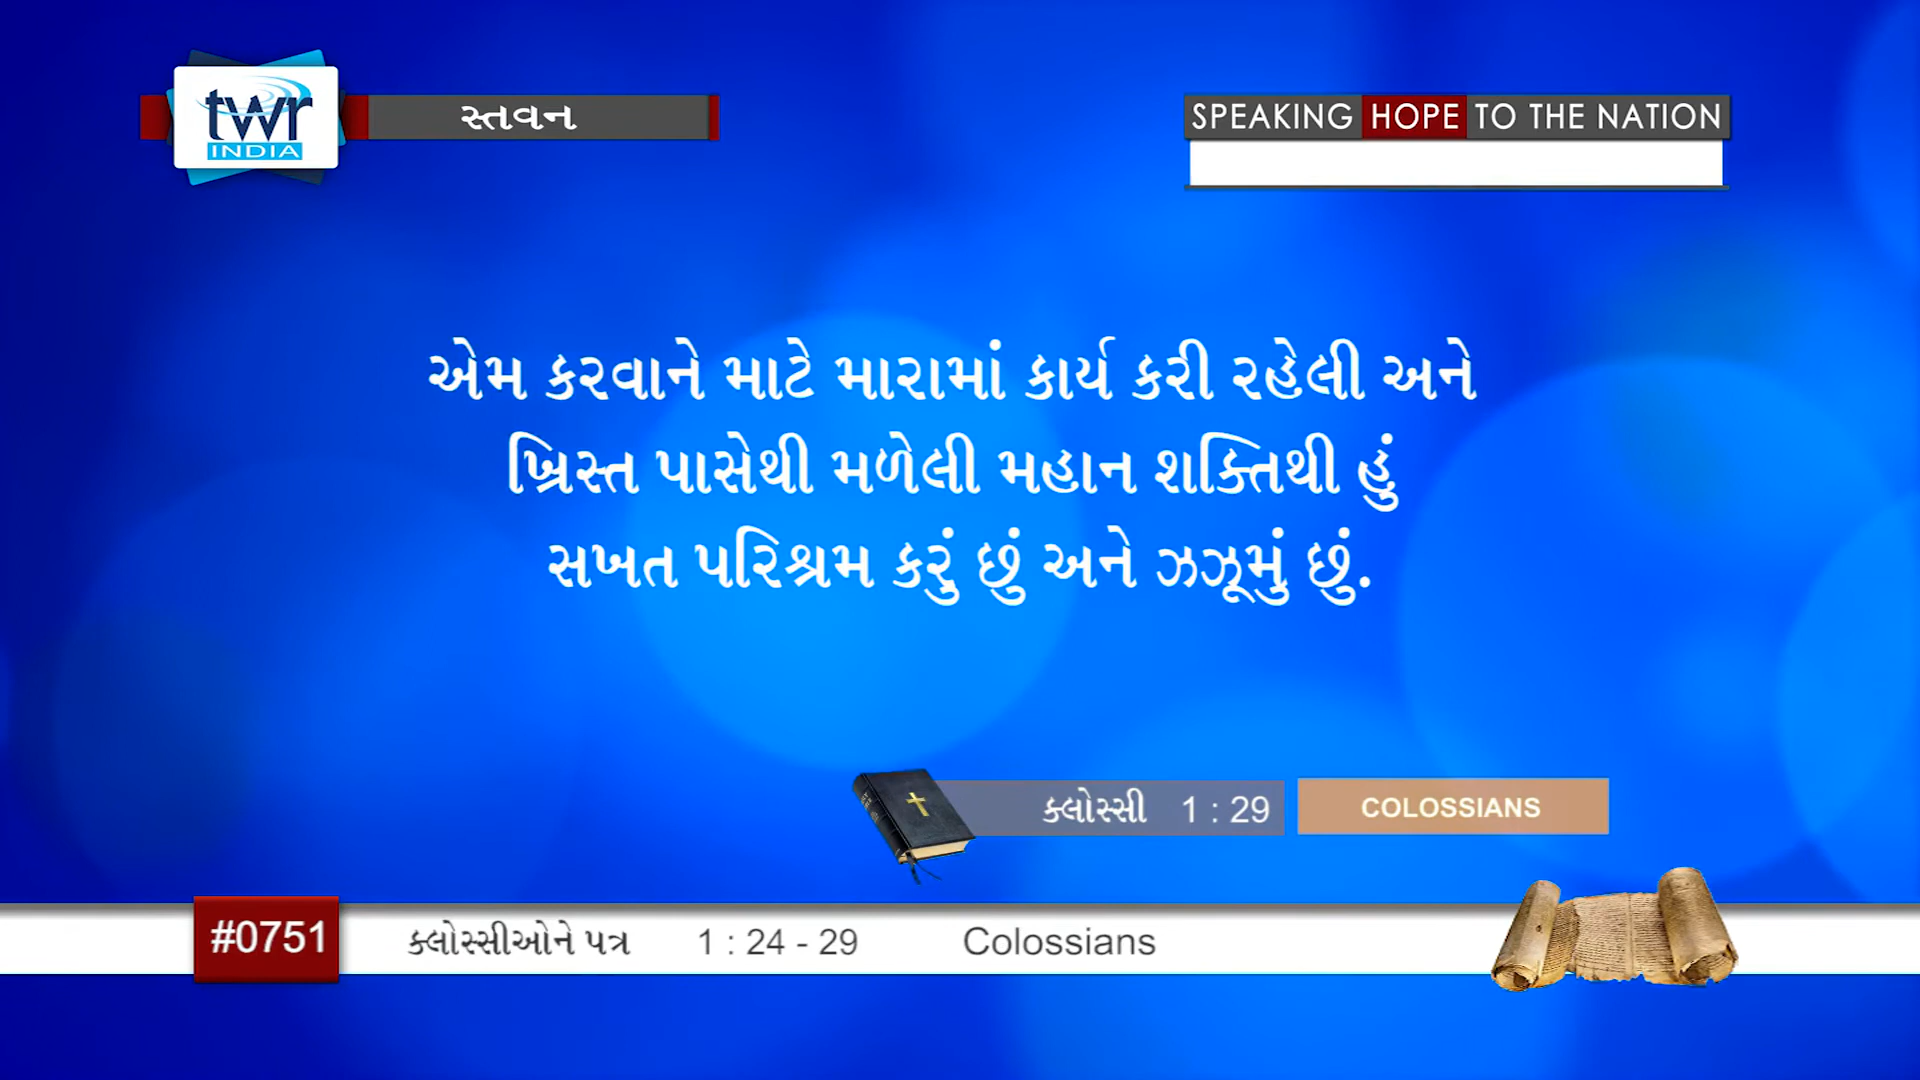 twr
INDIA
સ્તવન
SPEAKING HOPE TO THE NATION
એમ કરવાને માટે મારામાં કાર્ય કરી રહેલી અને
ખ્રિસ્ત પાસેથી મળેલી મહાન શક્તિથી હું
સખત પરિશ્રમ કરું છું અને ઝઝૂમું છું.
ક્લોસ્સી 1 : 29
COLOSSIANS
#0751
ક્લોસ્સીઓને પત્ર 1 : 24 - 29 Colossians